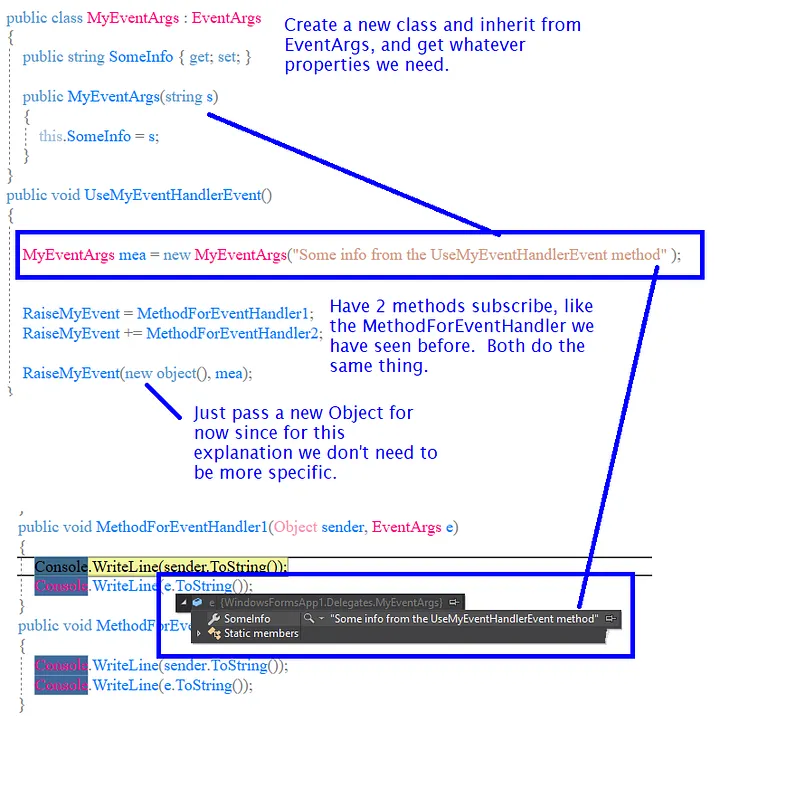 public class MyEventArgs : EventArgs
{
public string SomeInfo { get; set; }
public MyEventArgs(string s)
{
this.SomeInfo = s;
}
}
Create a new class and inherit from
EventArgs, and get whatever
properties we need.
public void UseMyEventHandlerEvent()
{
MyEventArgs mea = new MyEventArgs("Some info from the UseMyEventHandlerEvent method" );
RaiseMyEvent = MethodForEventHandler1;
RaiseMyEvent += MethodForEventHandler2;
RaiseMyEvent(new object(), mea);
}
Have 2 methods subscribe, like
the MethodForEventHandler we
have seen before. Both do the
same thing.
Just pass a new Object for
now since for this
explanation we don't need to
be more specific.
public void MethodForEventHandler1(Object sender, EventArgs e)
{
Console.WriteLine(sender.ToString());
Console.WriteLine(e.ToString());
}
e {WindowsFormsApp1.Delegates.MyEventArgs}
SomeInfo "Some info from the UseMyEventHandlerEvent method"
Static members
public void MethodForEve
{
Console.WriteLine(sender.ToString());
Console.WriteLine(e.ToString());
}